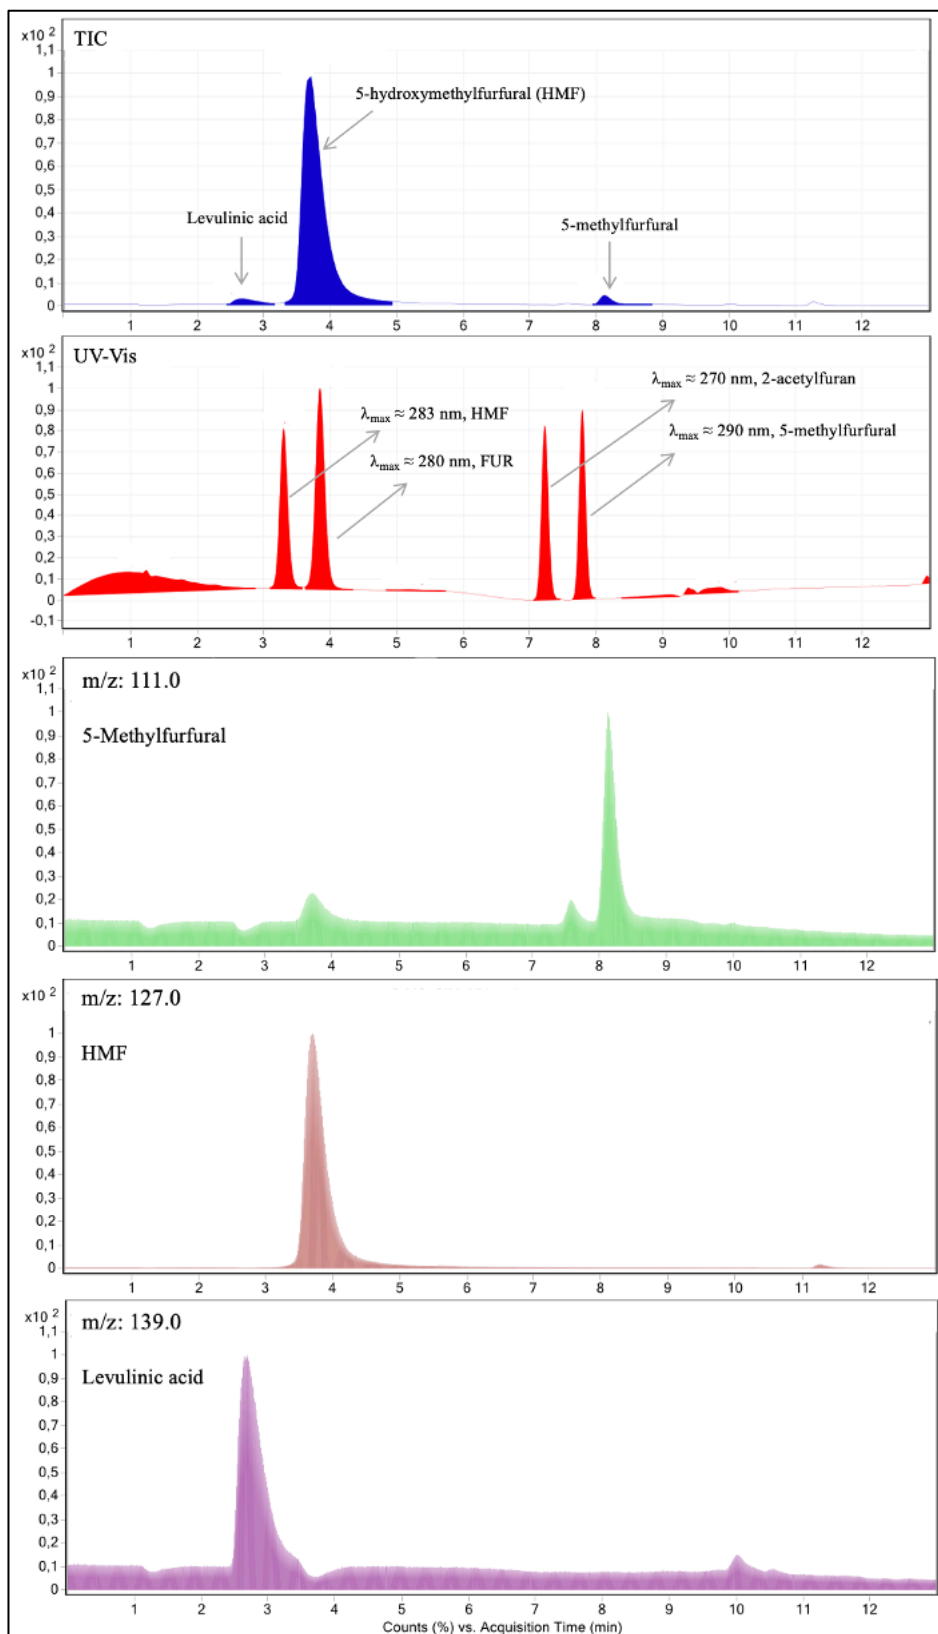 x10 2
TIC
1,1
1
0,9
0,8
0,7
0,6
0,5
0,4
0,3
0,2
0,1
0
5-hydroxymethylfurfural (HMF)
Levulinic acid
5-methylfurfural
1 2 3 4 5 6 7 8 9 10 11 12
x10 2
UV-Vis
1,1
1
0,9
0,8
0,7
0,6
0,5
0,4
0,3
0,2
0,1
0
-0,1
λmax ≈ 283 nm, HMF
λmax ≈ 280 nm, FUR
λmax ≈ 270 nm, 2-acetylfuran
λmax ≈ 290 nm, 5-methylfurfural
1 2 3 4 5 6 7 8 9 10 11 12
x10 2
m/z: 111.0
5-Methylfurfural
1,1
1
0,9
0,8
0,7
0,6
0,5
0,4
0,3
0,2
0,1
0
1 2 3 4 5 6 7 8 9 10 11 12
x10 2
m/z: 127.0
HMF
1
0,9
0,8
0,7
0,6
0,5
0,4
0,3
0,2
0,1
0
1 2 3 4 5 6 7 8 9 10 11 12
x10 2
m/z: 139.0
Levulinic acid
1,1
1
0,9
0,8
0,7
0,6
0,5
0,4
0,3
0,2
0,1
0
1 2 3 4 5 6 7 8 9 10 11 12
Counts (%) vs. Acquisition Time (min)